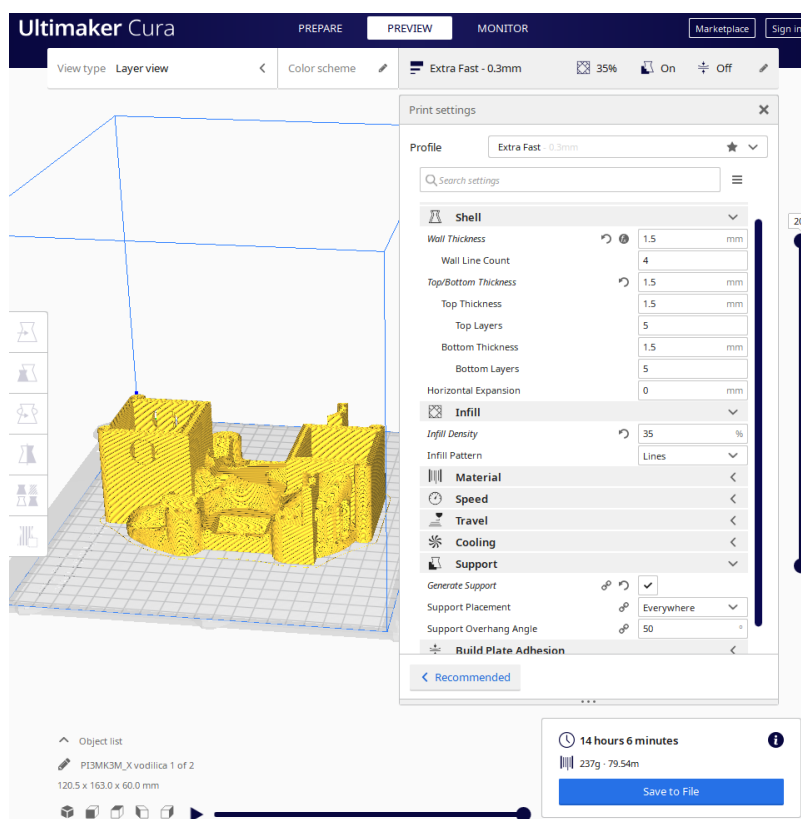 Ultimaker Cura PREPARE PREVIEW MONITOR Marketplace Sign in
View type Layer view Color scheme Extra Fast - 0.3mm 35% On Off
Print settings
Profile Extra Fast - 0.3mm
Search settings
Shell
Wall Thickness 1.5 mm
Wall Line Count 4
Top/Bottom Thickness 1.5 mm
Top Thickness 1.5 mm
Top Layers 5
Bottom Thickness 1.5 mm
Bottom Layers 5
Horizontal Expansion 0 mm
Infill
Infill Density 35 %
Infill Pattern Lines
Material
Speed
Travel
Cooling
Support
Generate Support
Support Placement Everywhere
Support Overhang Angle 50 °
Build Plate Adhesion
Recommended
Object list
PI3MK3M_X vodilica 1 of 2
120.5 x 163.0 x 60.0 mm
14 hours 6 minutes
237g · 79.54m
Save to File